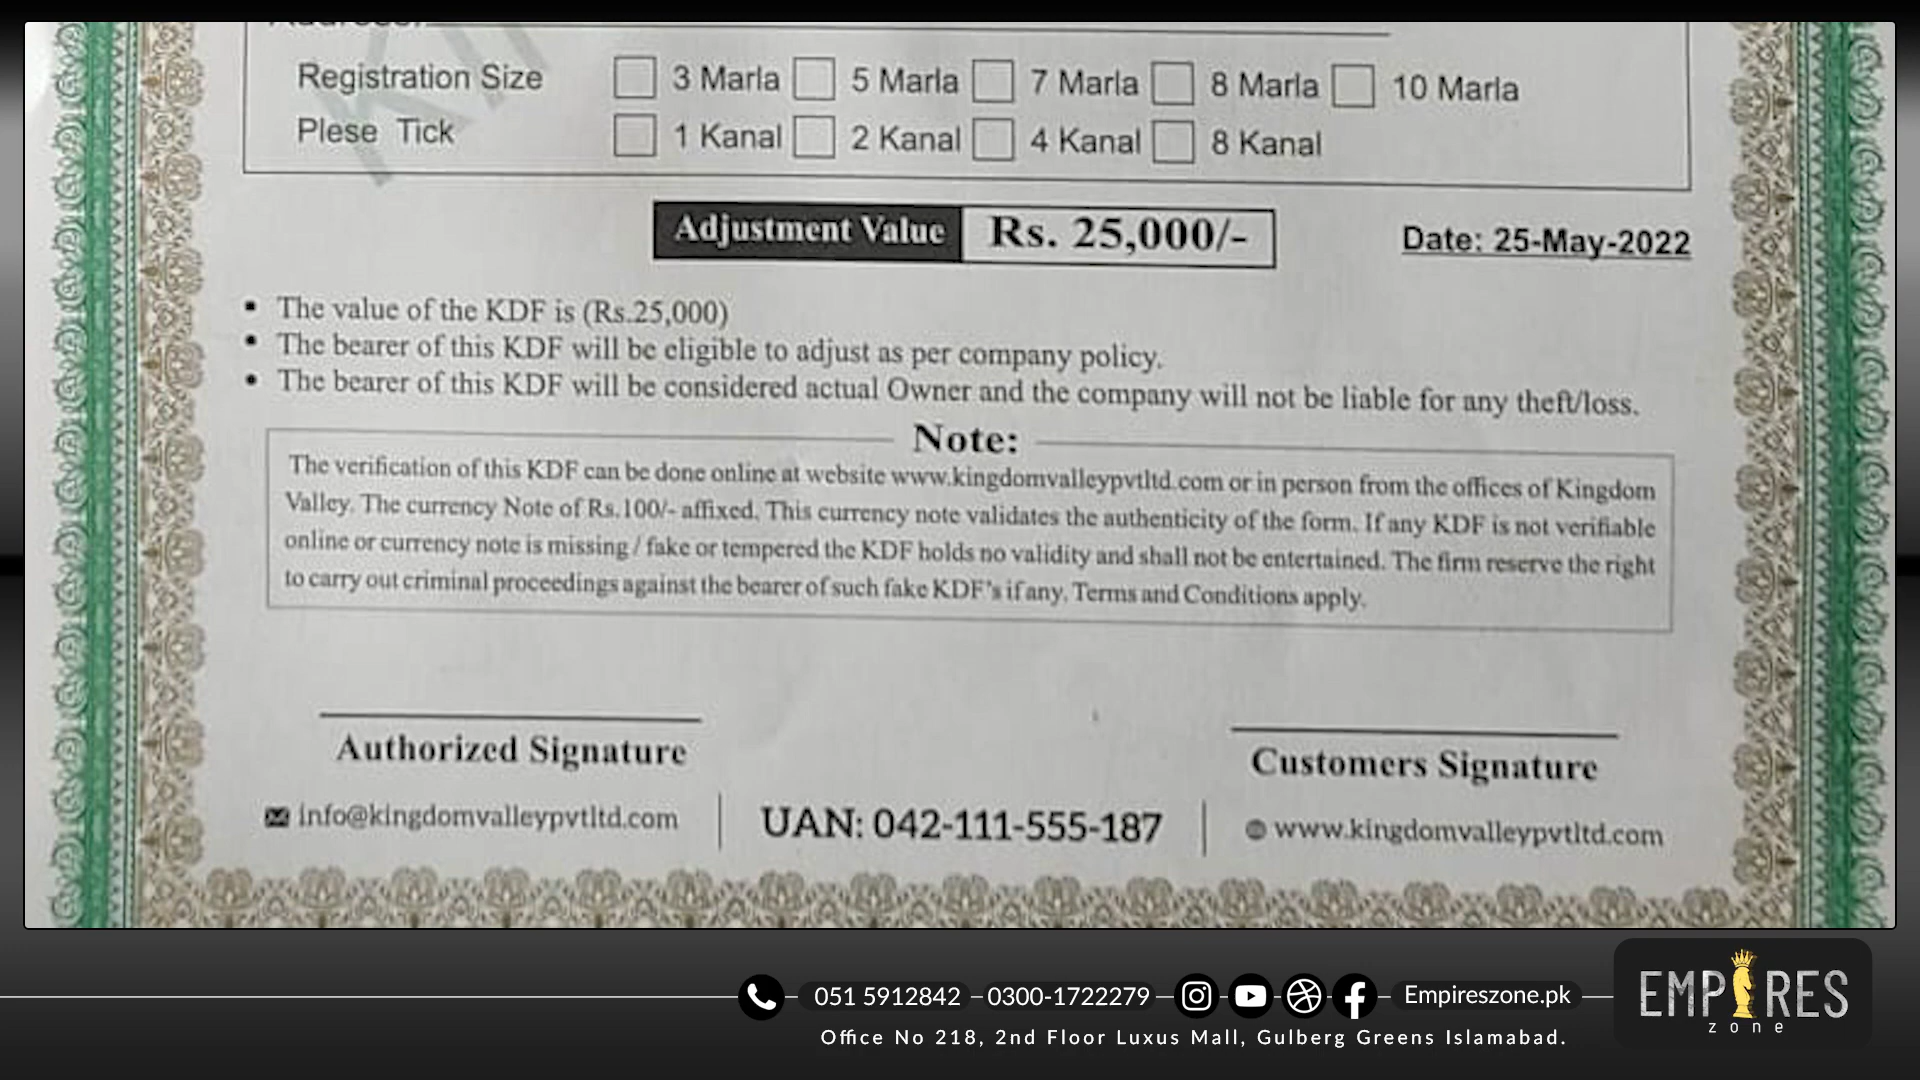 Registration Size 3 Marla 5 Marla 7 Marla 8 Marla 10 Marla
Plese Tick 1 Kanal 2 Kanal 4 Kanal 8 Kanal
Adjustment Value Rs. 25,000/- Date: 25-May-2022
• The value of the KDF is (Rs.25,000)
• The bearer of this KDF will be eligible to adjust as per company policy.
• The bearer of this KDF will be considered actual Owner and the company will not be liable for any theft/loss.
Note:
The verification of this KDF can be done online at website www.kingdomvalleypvtltd.com or in person from the offices of Kingdom
Valley. The currency Note of Rs.100/- affixed. This currency note validates the authenticity of the form. If any KDF is not verifiable
online or currency note is missing / fake or tempered the KDF holds no validity and shall not be entertained. The firm reserve the right
to carry out criminal proceedings against the bearer of such fake KDF's if any. Terms and Conditions apply.
Authorized Signature Customers Signature
info@kingdomvalleypvtltd.com UAN: 042-111-555-187 www.kingdomvalleypvtltd.com
051 5912842 0300-1722279 Empireszone.pk
Office No 218, 2nd Floor Luxus Mall, Gulberg Greens Islamabad.
EMPIRES
zone